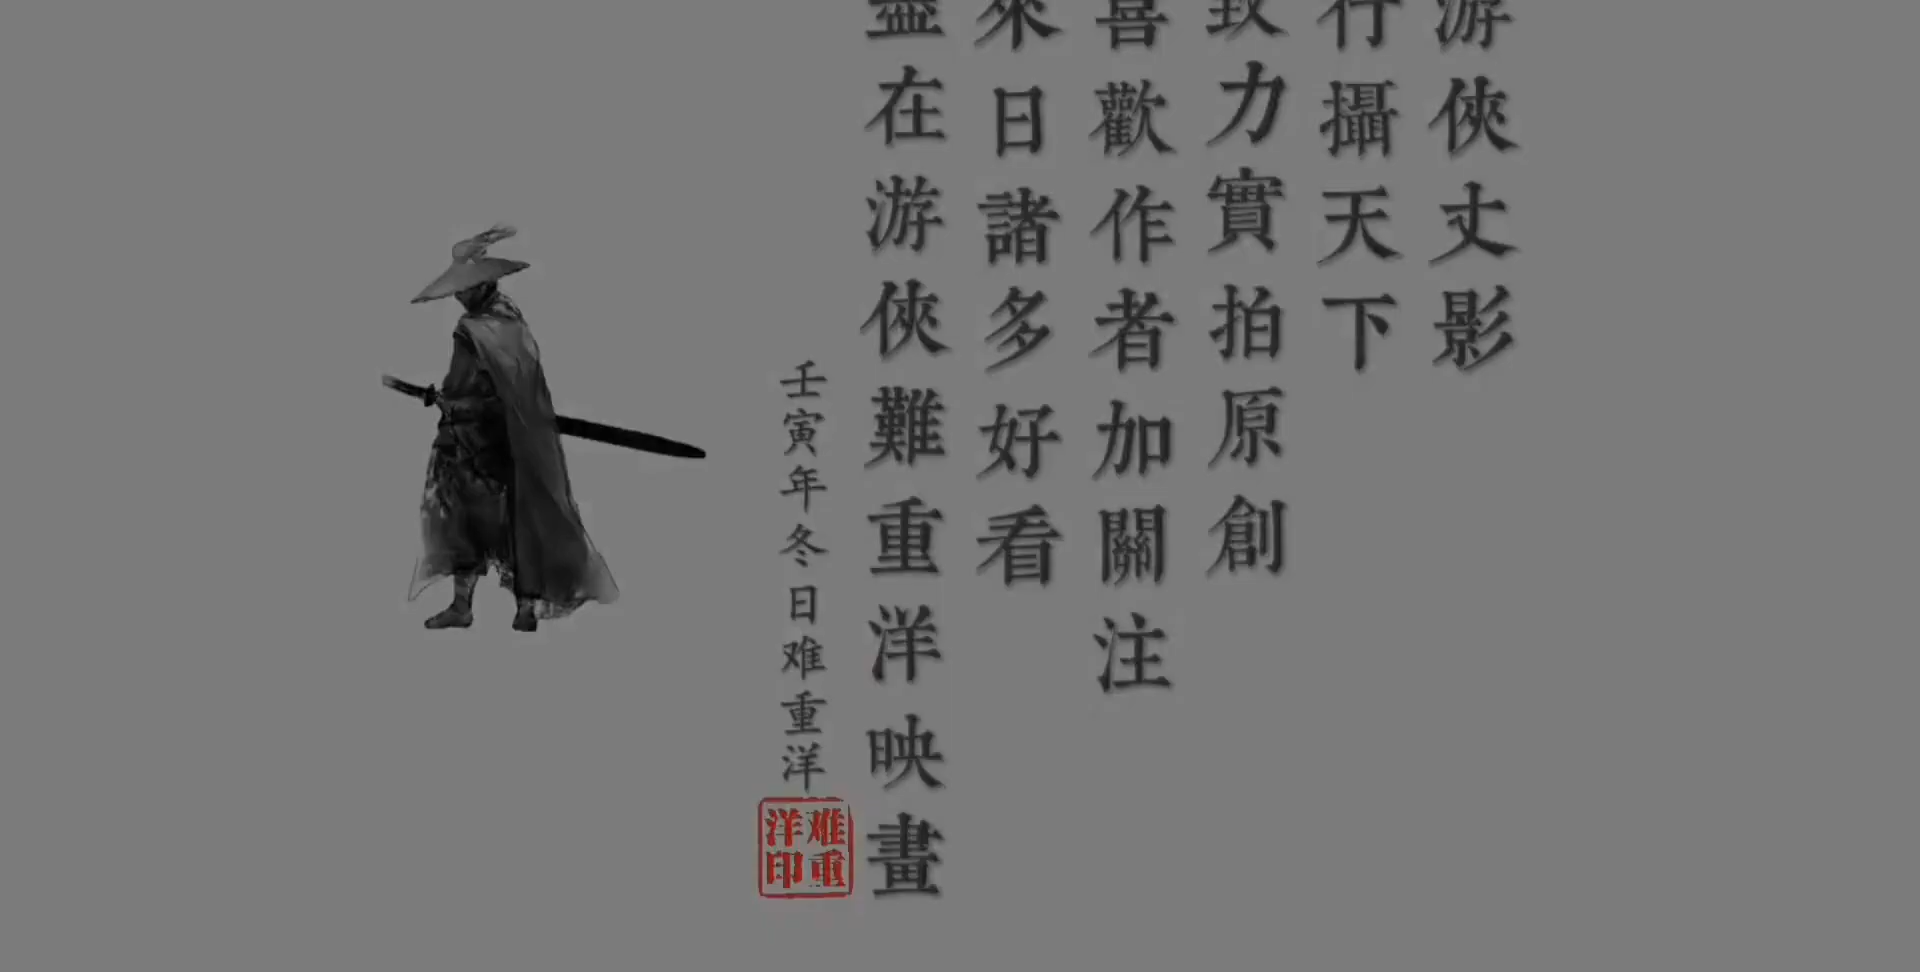 游俠丈影
行攝天下
致力實拍原創
喜歡作者加關注
來日諸多好看
盡在游俠難重洋映畫
壬寅年冬日难重洋
难重洋印